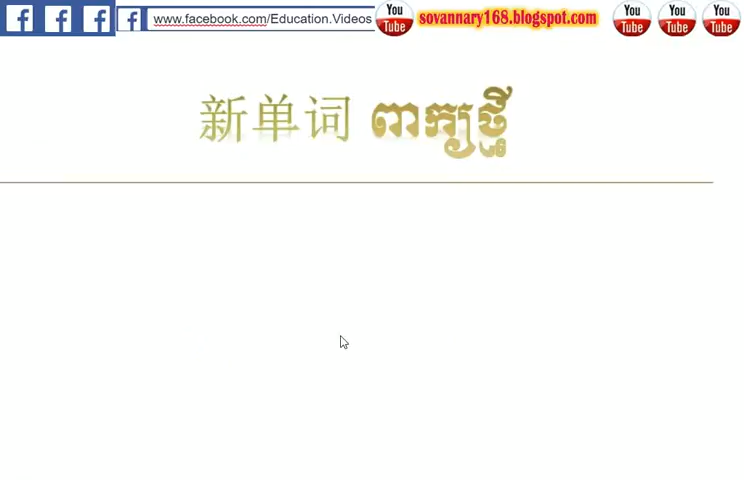 f f f f www.facebook.com/Education.Videos You Tube sovannary168.blogspot.com You Tube You Tube You Tube
新单词 ពាក្យថ្មី